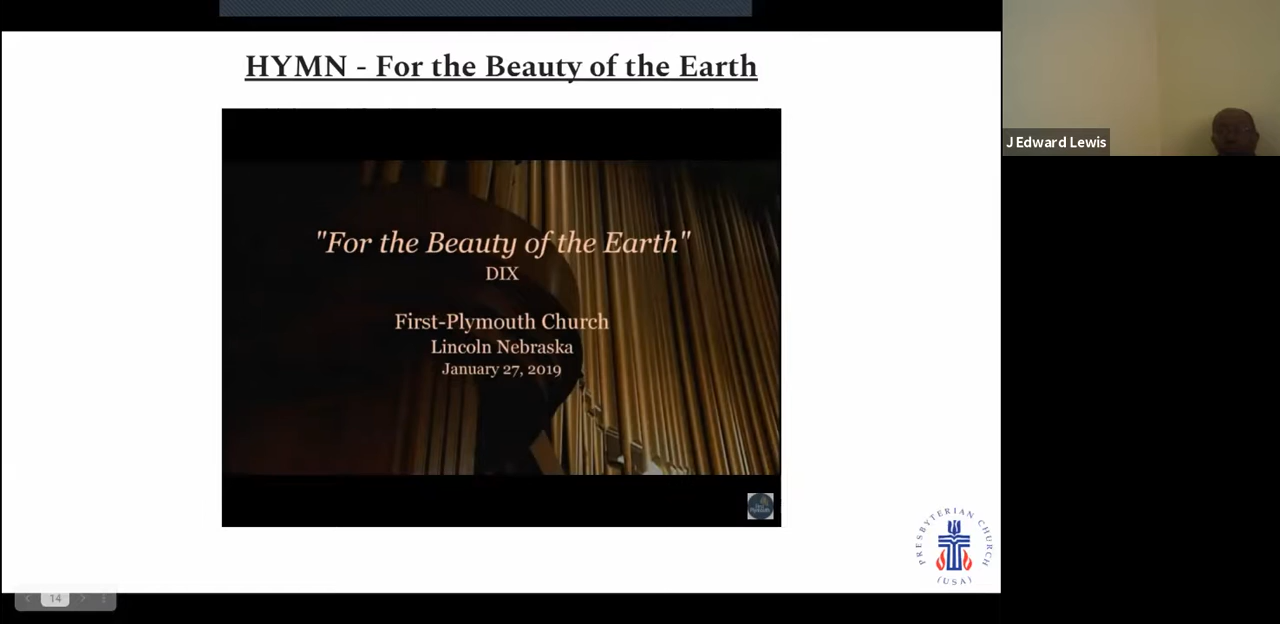 HYMN - For the Beauty of the Earth
J Edward Lewis
"For the Beauty of the Earth"
DIX
First-Plymouth Church
Lincoln Nebraska
January 27, 2019
PRESBYTERIAN CHURCH
(USA)
14